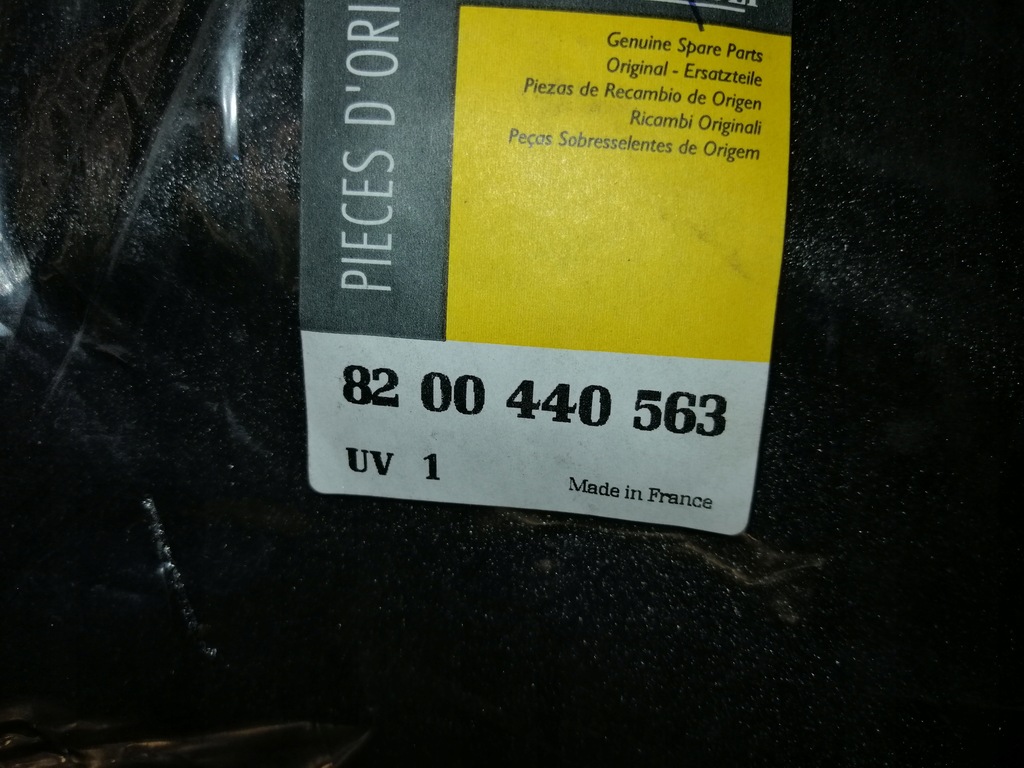 PIECES D'ORI
Genuine Spare Parts
Original - Ersatzteile
Piezas de Recambio de Origen
Ricambi Originali
Peças Sobresselentes de Origem
82 00 440 563
UV 1
Made in France